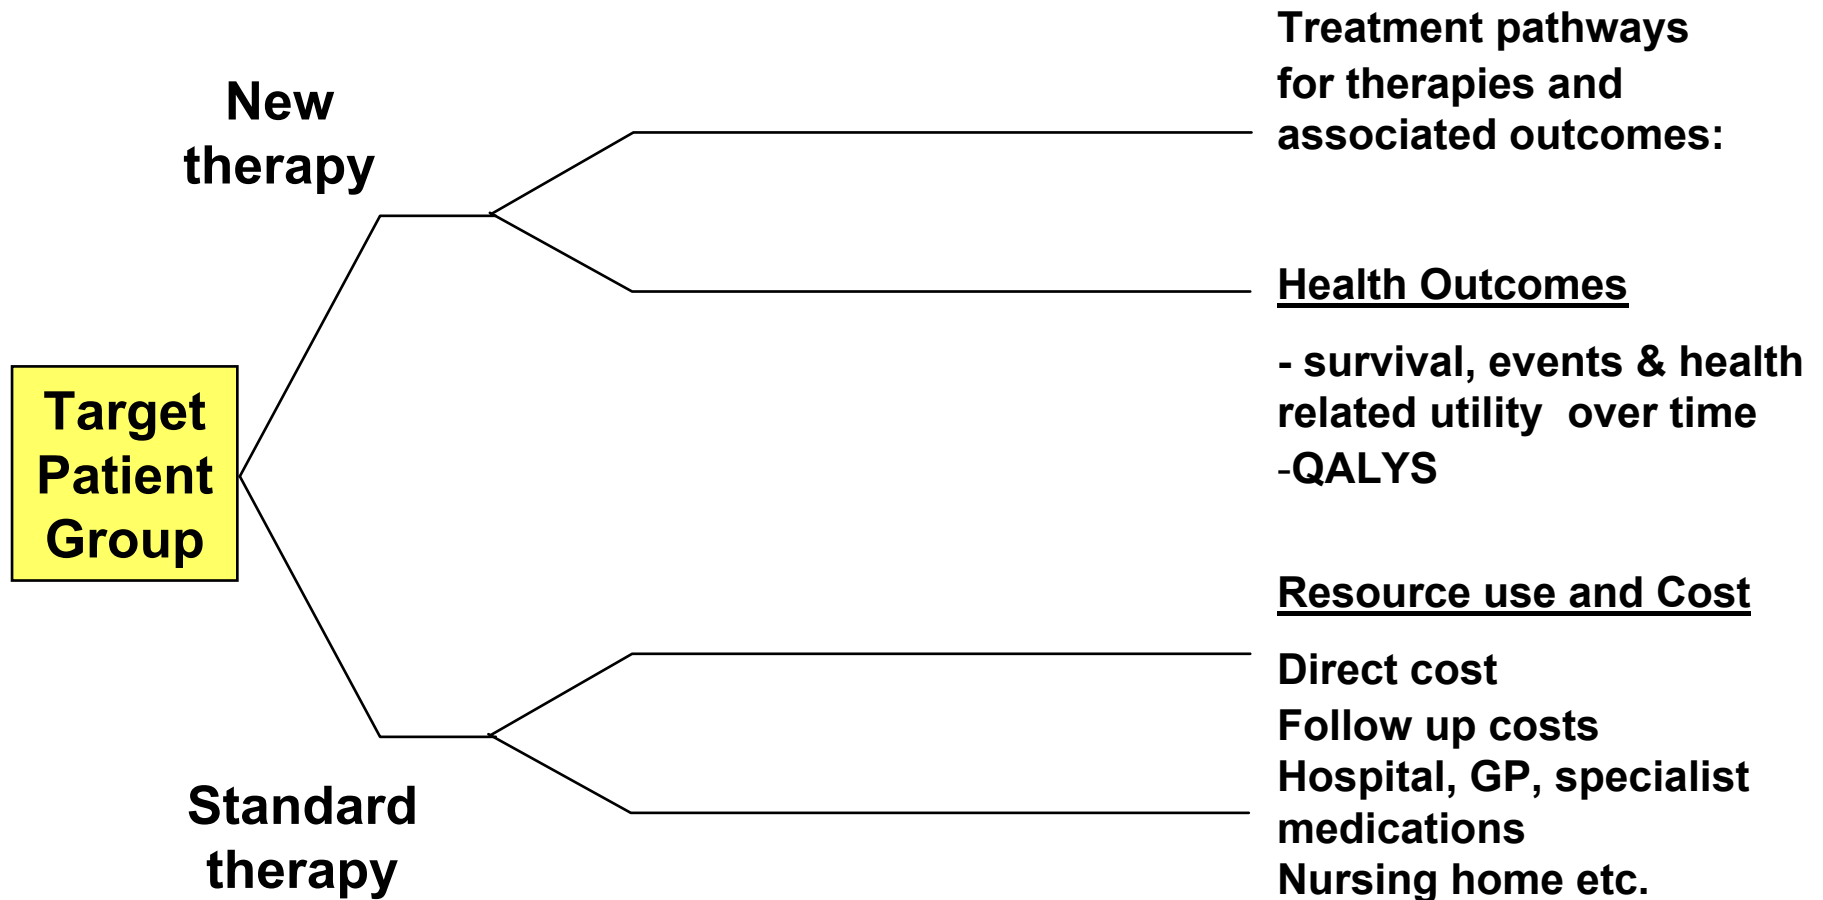 New
therapy
Target
Patient
Group
Standard
therapy
Treatment pathways
for therapies and
associated outcomes:
Health Outcomes
- survival, events & health
related utility  over time
-QALYS
Resource use and Cost
Direct cost
Follow up costs
Hospital, GP, specialist
medications
Nursing home etc.